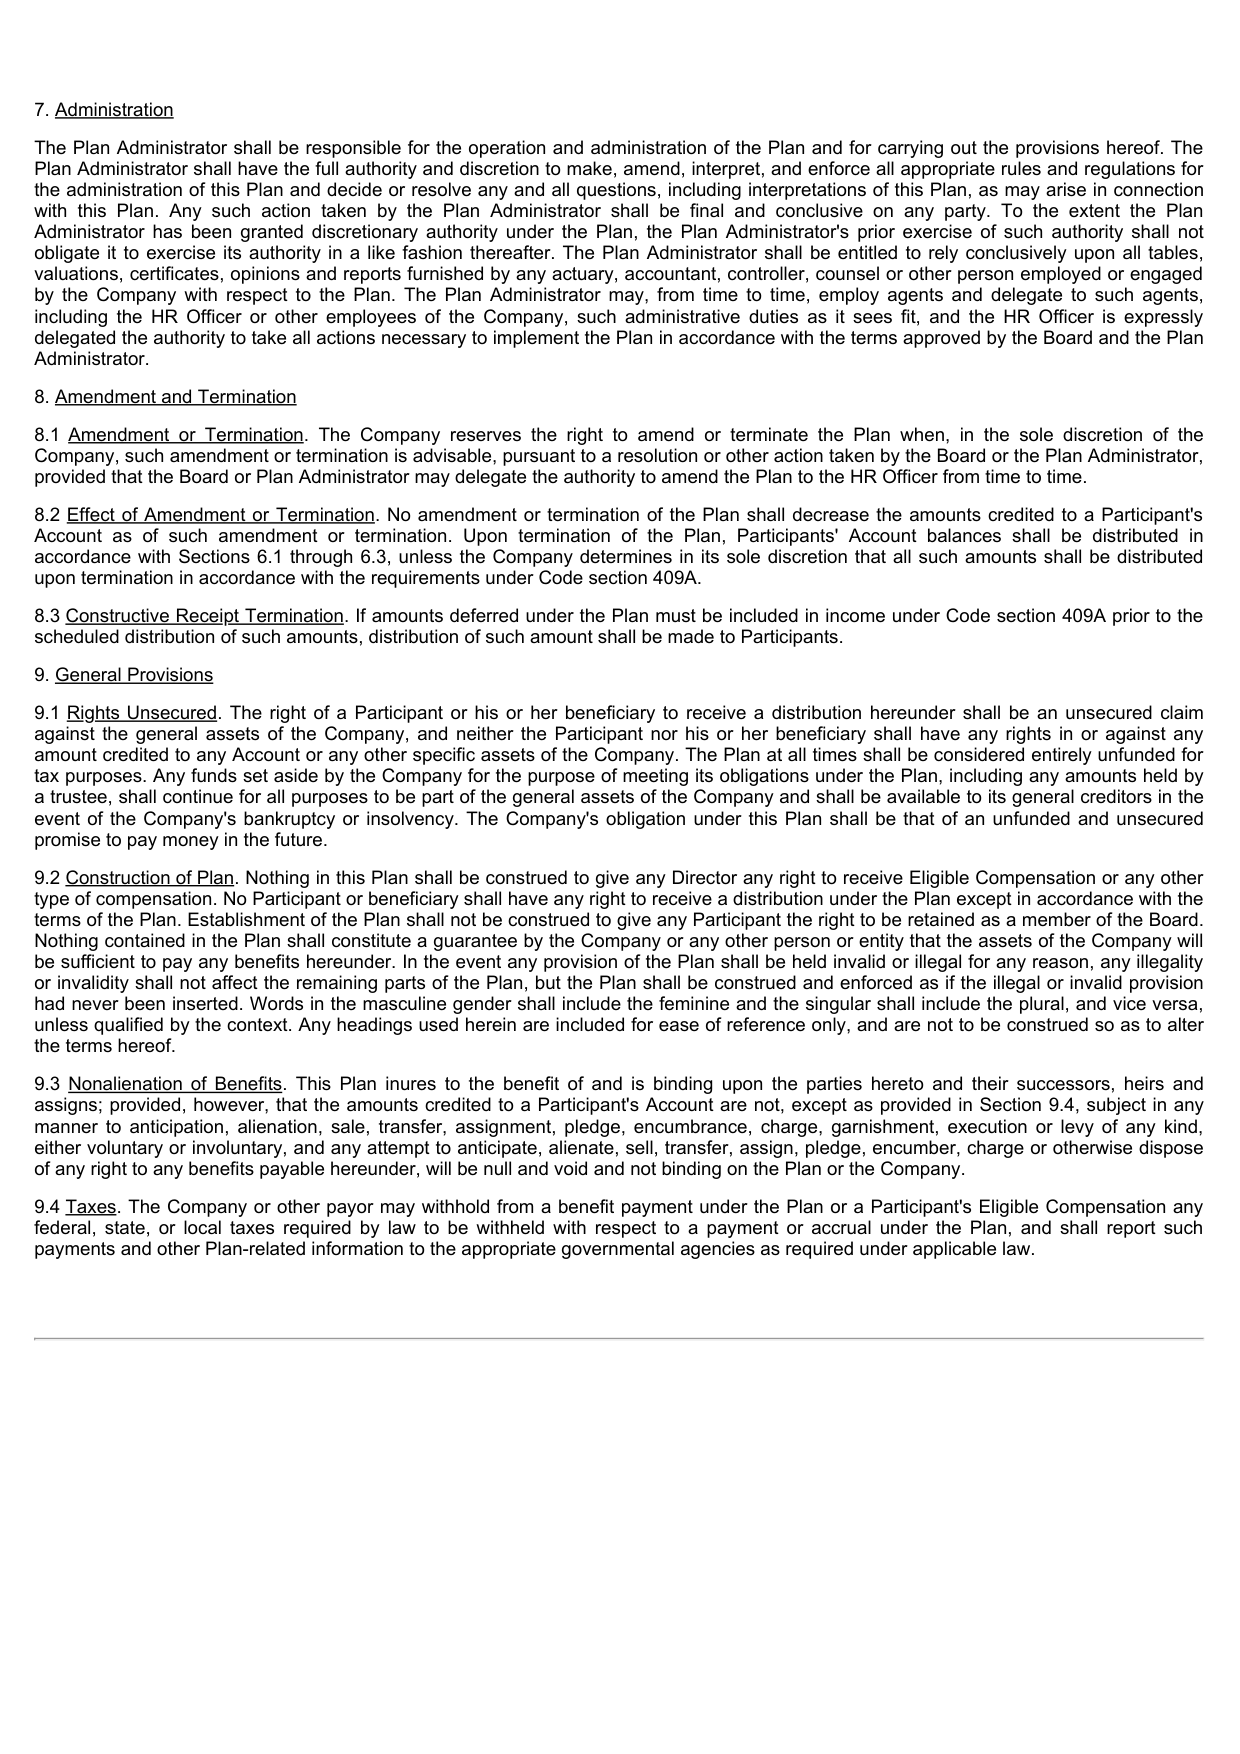 7. Administration
The Plan Administrator shall be responsible for the operation and administration of the Plan and for carrying out the provisions hereof. The
Plan Administrator shall have the full authority and discretion to make, amend, interpret, and enforce all appropriate rules and regulations for
the administration of this Plan and decide or resolve any and all questions, including interpretations of this Plan, as may arise in connection
with this Plan. Any such action taken by the Plan Administrator shall be final and conclusive on any party. To the extent the Plan
Administrator has been granted discretionary authority under the Plan, the Plan Administrator's prior exercise of such authority shall not
obligate it to exercise its authority in a like fashion thereafter. The Plan Administrator shall be entitled to rely conclusively upon all tables,
valuations, certificates, opinions and reports furnished by any actuary, accountant, controller, counsel or other person employed or engaged
by the Company with respect to the Plan. The Plan Administrator may, from time to time, employ agents and delegate to such agents,
including the HR Officer or other employees of the Company, such administrative duties as it sees fit, and the HR Officer is expressly
delegated the authority to take all actions necessary to implement the Plan in accordance with the terms approved by the Board and the Plan
Administrator.
8. Amendment and Termination
8.1 Amendment or Termination. The Company reserves the right to amend or terminate the Plan when, in the sole discretion of the
Company, such amendment or termination is advisable, pursuant to a resolution or other action taken by the Board or the Plan Administrator,
provided that the Board or Plan Administrator may delegate the authority to amend the Plan to the HR Officer from time to time.
8.2 Effect of Amendment or Termination. No amendment or termination of the Plan shall decrease the amounts credited to a Participant's
Account as of such amendment or termination. Upon termination of the Plan, Participants' Account balances shall be distributed in
accordance with Sections 6.1 through 6.3, unless the Company determines in its sole discretion that all such amounts shall be distributed
upon termination in accordance with the requirements under Code section 409A.
8.3 Constructive Receipt Termination. If amounts deferred under the Plan must be included in income under Code section 409A prior to the
scheduled distribution of such amounts, distribution of such amount shall be made to Participants.
9. General Provisions
9.1 Rights Unsecured. The right of a Participant or his or her beneficiary to receive a distribution hereunder shall be an unsecured claim
against the general assets of the Company, and neither the Participant nor his or her beneficiary shall have any rights in or against any
amount credited to any Account or any other specific assets of the Company. The Plan at all times shall be considered entirely unfunded for
tax purposes. Any funds set aside by the Company for the purpose of meeting its obligations under the Plan, including any amounts held by
a trustee, shall continue for all purposes to be part of the general assets of the Company and shall be available to its general creditors in the
event of the Company's bankruptcy or insolvency. The Company's obligation under this Plan shall be that of an unfunded and unsecured
promise to pay money in the future.
9.2 Construction of Plan. Nothing in this Plan shall be construed to give any Director any right to receive Eligible Compensation or any other
type of compensation. No Participant or beneficiary shall have any right to receive a distribution under the Plan except in accordance with the
terms of the Plan. Establishment of the Plan shall not be construed to give any Participant the right to be retained as a member of the Board.
Nothing contained in the Plan shall constitute a guarantee by the Company or any other person or entity that the assets of the Company will
be sufficient to pay any benefits hereunder. In the event any provision of the Plan shall be held invalid or illegal for any reason, any illegality
or invalidity shall not affect the remaining parts of the Plan, but the Plan shall be construed and enforced as if the illegal or invalid provision
had never been inserted. Words in the masculine gender shall include the feminine and the singular shall include the plural, and vice versa,
unless qualified by the context. Any headings used herein are included for ease of reference only, and are not to be construed so as to alter
the terms hereof.
9.3 Nonalienation of Benefits. This Plan inures to the benefit of and is binding upon the parties hereto and their successors, heirs and
assigns; provided, however, that the amounts credited to a Participant's Account are not, except as provided in Section 9.4, subject in any
manner to anticipation, alienation, sale, transfer, assignment, pledge, encumbrance, charge, garnishment, execution or levy of any kind,
either voluntary or involuntary, and any attempt to anticipate, alienate, sell, transfer, assign, pledge, encumber, charge or otherwise dispose
of any right to any benefits payable hereunder, will be null and void and not binding on the Plan or the Company.
9.4 Taxes. The Company or other payor may withhold from a benefit payment under the Plan or a Participant's Eligible Compensation any
federal, state, or local taxes required by law to be withheld with respect to a payment or accrual under the Plan, and shall report such
payments and other Plan-related information to the appropriate governmental agencies as required under applicable law.